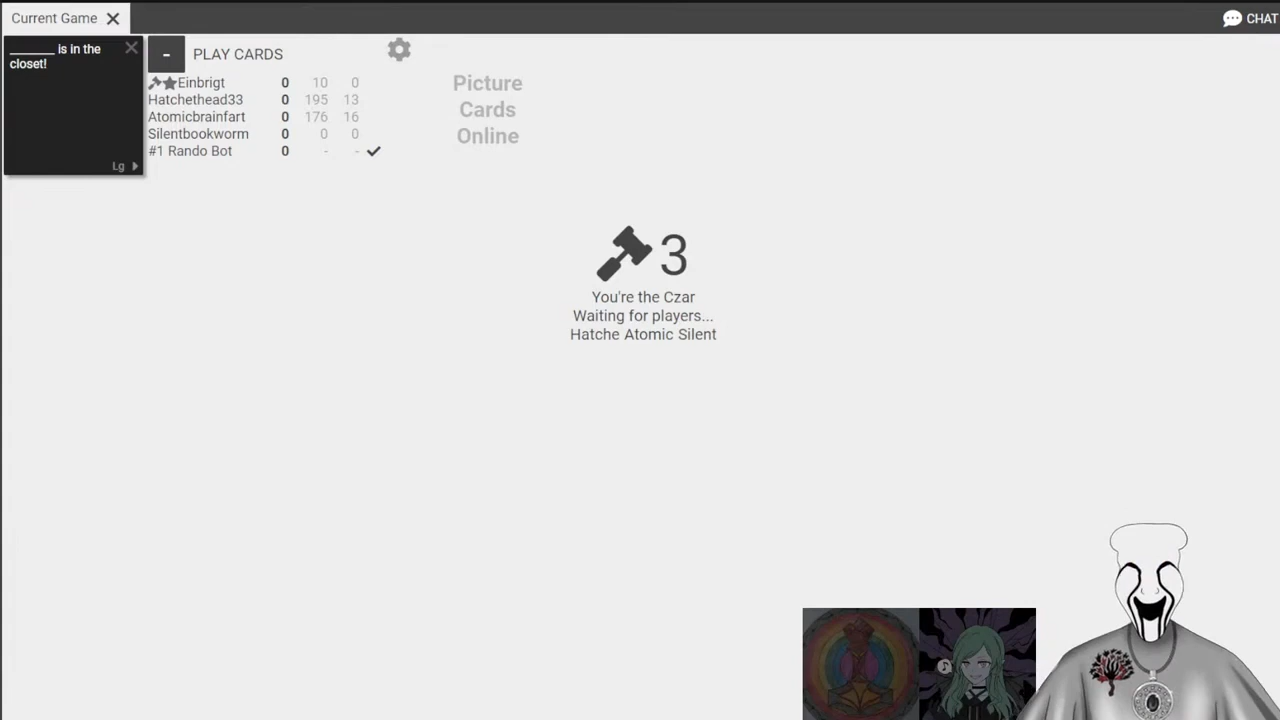 Current Game
CHAT
_______ is in the
closet!
Lg
- PLAY CARDS
Einbrigt 0 10 0
Hatchethead33 0 195 13
Atomicbrainfart 0 176 16
Silentbookworm 0 0 0
#1 Rando Bot 0 - -
Picture
Cards
Online
3
You're the Czar
Waiting for players...
Hatche Atomic Silent